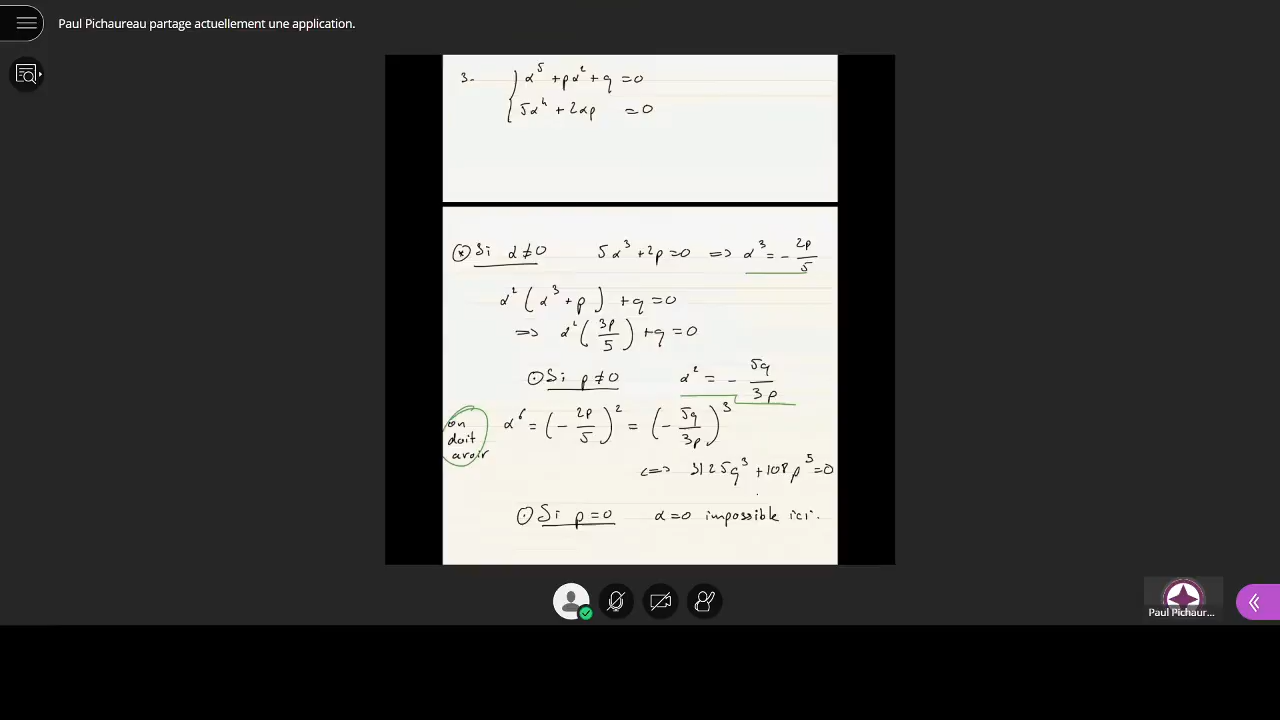 Paul Pichaureau partage actuellement une application.
3. { α⁵ + pα² + q = 0
5α⁴ + 2αp = 0
⊛ Si α ≠ 0 5α³ + 2p = 0 ⟹ α³ = - 2p/5
α² ( α³ + p ) + q = 0
⟹ α² ( 3p/5 ) + q = 0
⊙ Si p ≠ 0 α² = - 5q/3p
on doit avoir α⁶ = ( - 2p/5 )² = ( - 5q/3p )³
⟺ 3125q³ + 108p⁵ = 0
⊙ Si p = 0 α = 0 impossible ici.
Paul Pichaur...